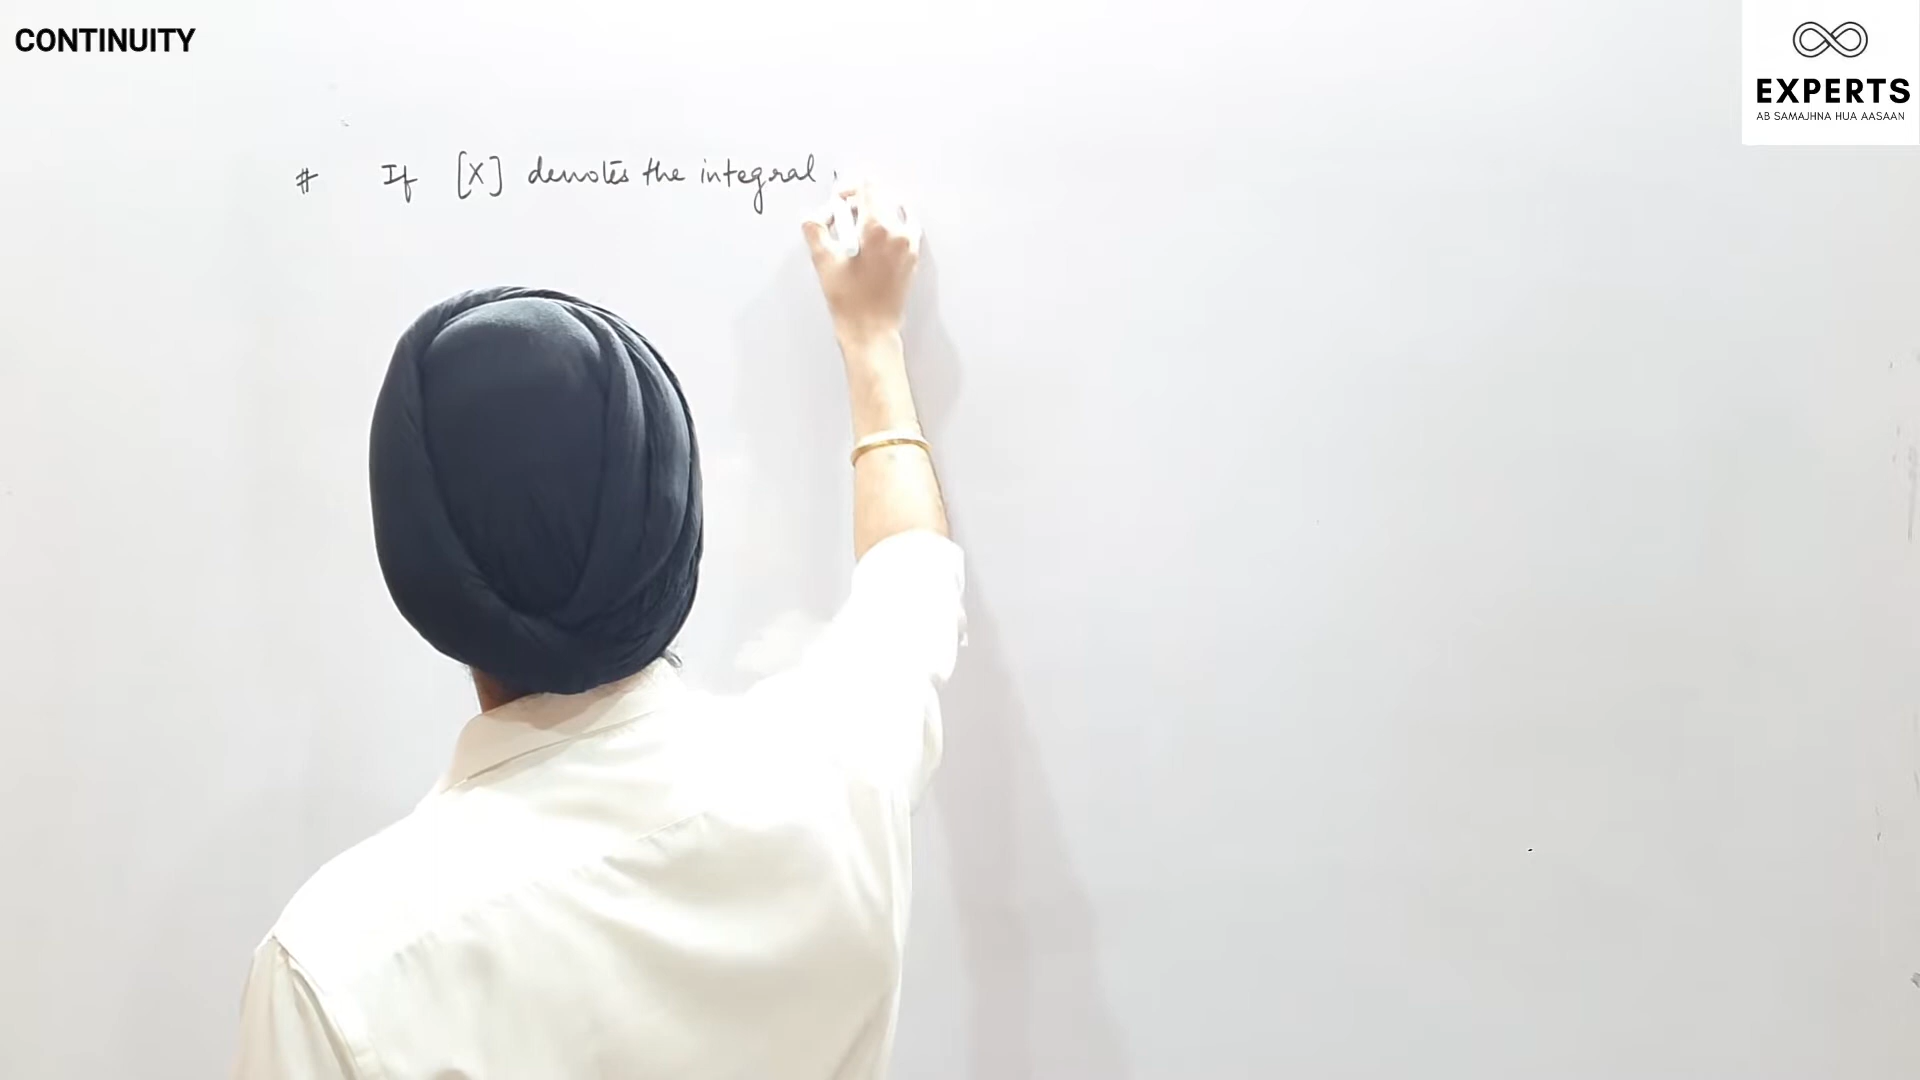 CONTINUITY
EXPERTS
AB SAMAJHNA HUA AASAAN
# If [X] denotes the integral